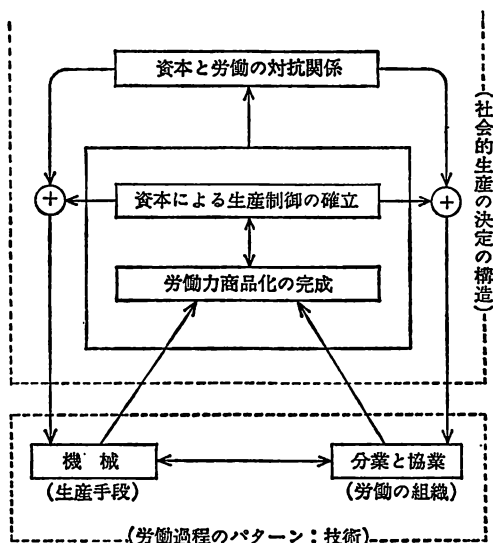 資本と労働の対抗関係
(社会的生産の決定の構造)
+
資本による生産制御の確立
+
労働力商品化の完成
機 械
分業と協業
(生産手段)
(労働の組織)
(労働過程のパターン:技術)